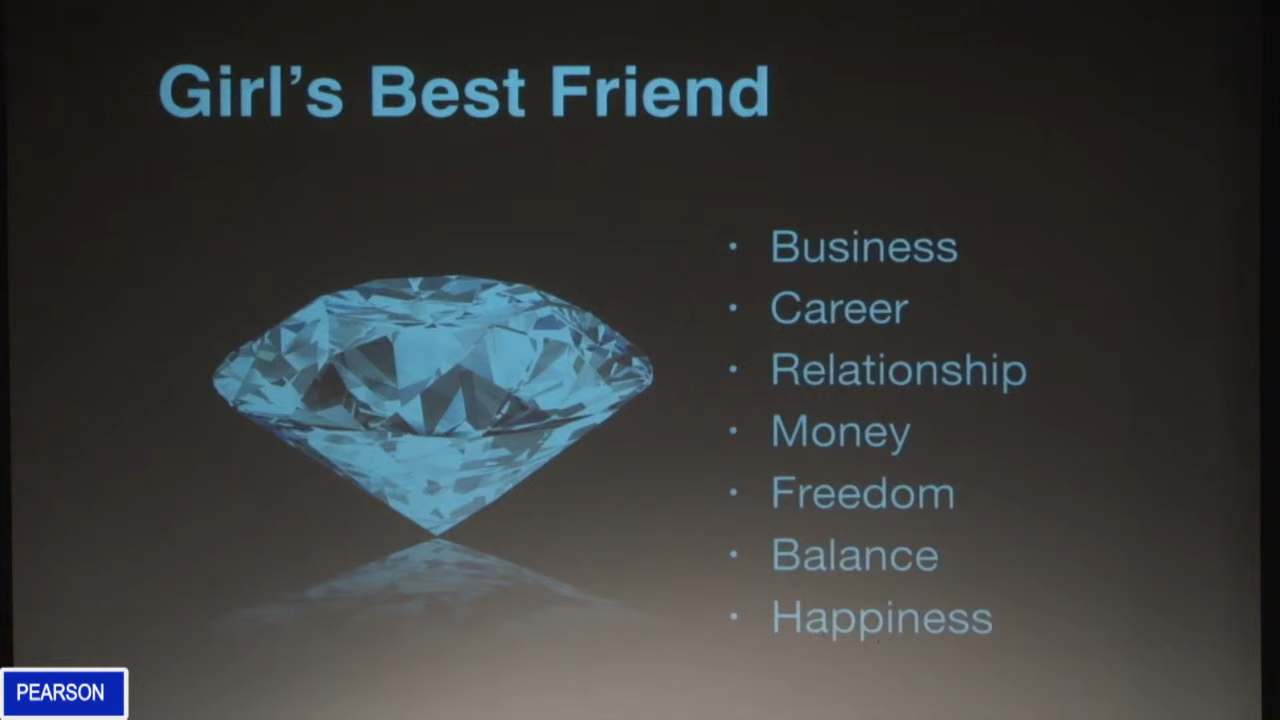 Girl's Best Friend
• Business
• Career
• Relationship
• Money
• Freedom
• Balance
• Happiness
PEARSON